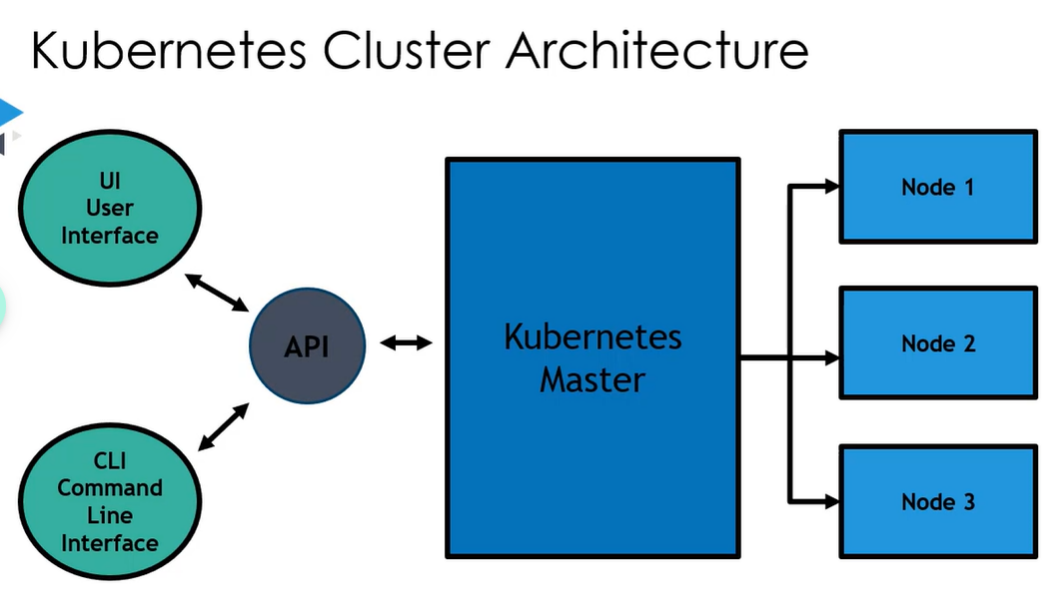 Kubernetes Cluster Architecture
UI
User
Interface
API
CLI
Command
Line
Interface
Kubernetes
Master
Node 1
Node 2
Node 3